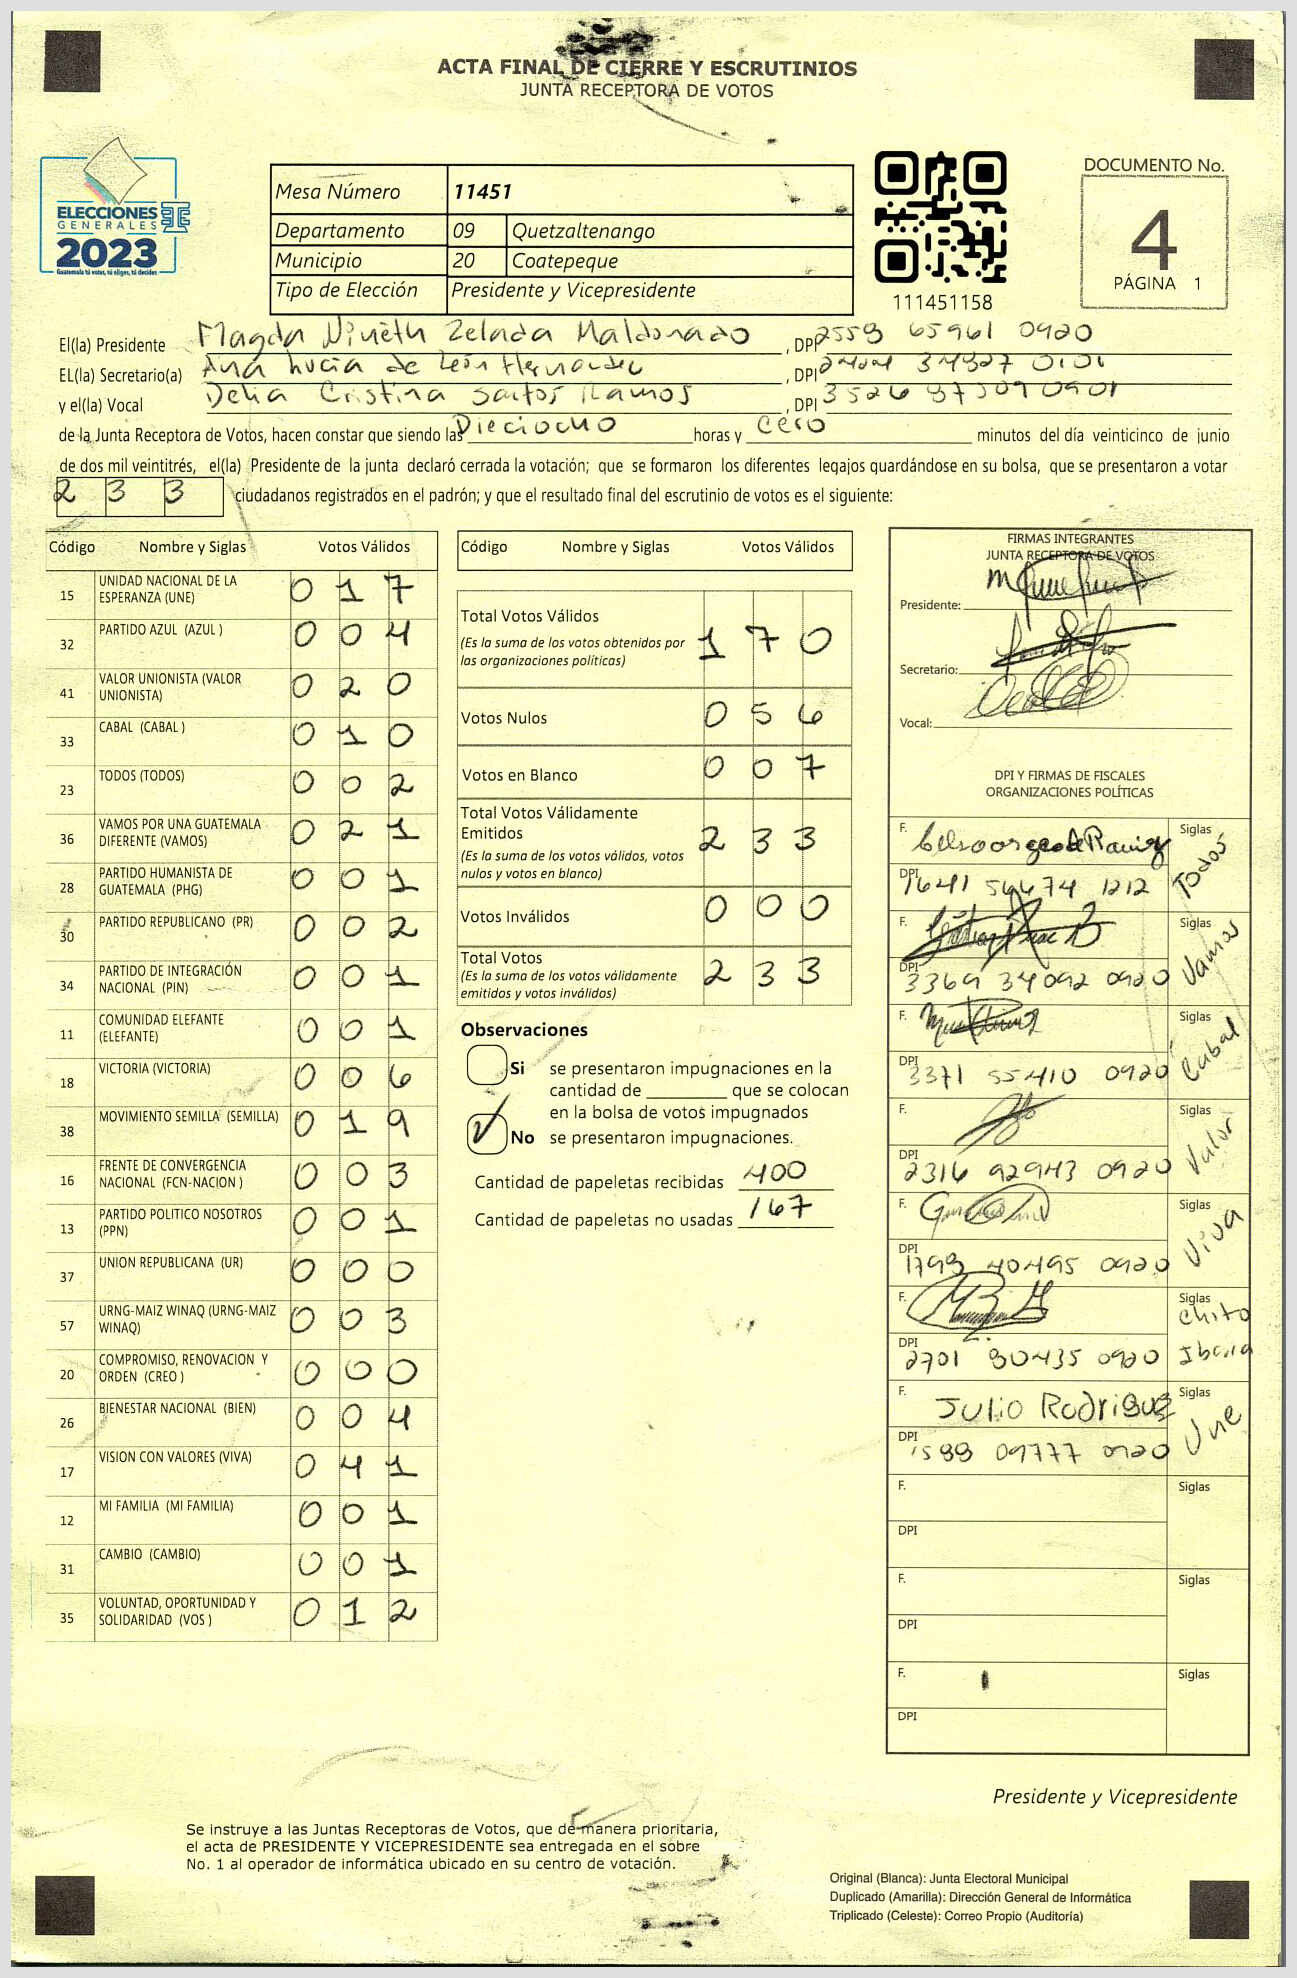 ACTA FINAL DE CIERRE Y ESCRUTINIOS
JUNTA RECEPTORA DE VOTOS
ELECCIONES
GENERALES
2023
Guatemala tú votas, tú eliges, tú decides
Mesa Número 11451
Departamento 09 Quetzaltenango
Municipio 20 Coatepeque
Tipo de Elección Presidente y Vicepresidente
111451158
DOCUMENTO No.
4
PÁGINA 1
El(la) Presidente Magda Nineth Zelada Maldonado, DPI 2559 65961 0920
EL(la) Secretario(a) Ana Lucia de León Hernandez, DPI 34327 0101
y el(la) Vocal Delia Cristina Santos Ramos, DPI 3526 0901
de la Junta Receptora de Votos, hacen constar que siendo las Dieciocho horas y Cero minutos del día veinticinco de junio
de dos mil veintitrés, el(la) Presidente de la junta declaró cerrada la votación; que se formaron los diferentes legajos guardándose en su bolsa, que se presentaron a votar
2 3 3 ciudadanos registrados en el padrón; y que el resultado final del escrutinio de votos es el siguiente:
Código Nombre y Siglas Votos Válidos
15 UNIDAD NACIONAL DE LA ESPERANZA (UNE) 0 1 7
32 PARTIDO AZUL (AZUL ) 0 0 4
41 VALOR UNIONISTA (VALOR UNIONISTA) 0 2 0
33 CABAL (CABAL ) 0 1 0
23 TODOS (TODOS) 0 0 2
36 VAMOS POR UNA GUATEMALA DIFERENTE (VAMOS) 0 2 1
28 PARTIDO HUMANISTA DE GUATEMALA (PHG) 0 0 1
30 PARTIDO REPUBLICANO (PR) 0 0 2
34 PARTIDO DE INTEGRACIÓN NACIONAL (PIN) 0 0 1
11 COMUNIDAD ELEFANTE (ELEFANTE) 0 0 1
18 VICTORIA (VICTORIA) 0 0 6
38 MOVIMIENTO SEMILLA (SEMILLA) 0 1 9
16 FRENTE DE CONVERGENCIA NACIONAL (FCN-NACION ) 0 0 3
13 PARTIDO POLITICO NOSOTROS (PPN) 0 0 1
37 UNION REPUBLICANA (UR) 0 0 0
57 URNG-MAIZ WINAQ (URNG-MAIZ WINAQ) 0 0 3
20 COMPROMISO, RENOVACION Y ORDEN (CREO ) 0 0 0
26 BIENESTAR NACIONAL (BIEN) 0 0 4
17 VISION CON VALORES (VIVA) 0 4 1
12 MI FAMILIA (MI FAMILIA) 0 0 1
31 CAMBIO (CAMBIO) 0 0 1
35 VOLUNTAD, OPORTUNIDAD Y SOLIDARIDAD (VOS ) 0 1 2
Código Nombre y Siglas Votos Válidos
Total Votos Válidos 1 7 0
(Es la suma de los votos obtenidos por
las organizaciones políticas)
Votos Nulos 0 5 6
Votos en Blanco 0 0 7
Total Votos Válidamente
Emitidos 2 3 3
(Es la suma de los votos válidos, votos
nulos y votos en blanco)
Votos Inválidos 0 0 0
Total Votos 2 3 3
(Es la suma de los votos válidamente
emitidos y votos inválidos)
Observaciones
Si se presentaron impugnaciones en la
cantidad de ________ que se colocan
en la bolsa de votos impugnados
No se presentaron impugnaciones.
Cantidad de papeletas recibidas 400
Cantidad de papeletas no usadas 167
FIRMAS INTEGRANTES
JUNTA RECEPTORA DE VOTOS
Presidente:
Secretario:
Vocal:
DPI Y FIRMAS DE FISCALES
ORGANIZACIONES POLÍTICAS
F. Siglas Todos
DPI 1641 56674 1212
F. Siglas Vamos
DPI 3369 34092 0920
F. Siglas Cabal
DPI 3371 55410 0920
F. Siglas Valor
DPI 2316 92943 0920
F. Siglas Viva
DPI 1793 40495 0920
F. Siglas Chito
DPI 2701 30435 0920 Ibarra
F. Julio Rodriguez Siglas Une
DPI 1588 09777 0920
F. Siglas
DPI
F. Siglas
DPI
F. Siglas
DPI
Presidente y Vicepresidente
Se instruye a las Juntas Receptoras de Votos, que de manera prioritaria,
el acta de PRESIDENTE Y VICEPRESIDENTE sea entregada en el sobre
No. 1 al operador de informática ubicado en su centro de votación.
Original (Blanca): Junta Electoral Municipal
Duplicado (Amarilla): Dirección General de Informática
Triplicado (Celeste): Correo Propio (Auditoría)